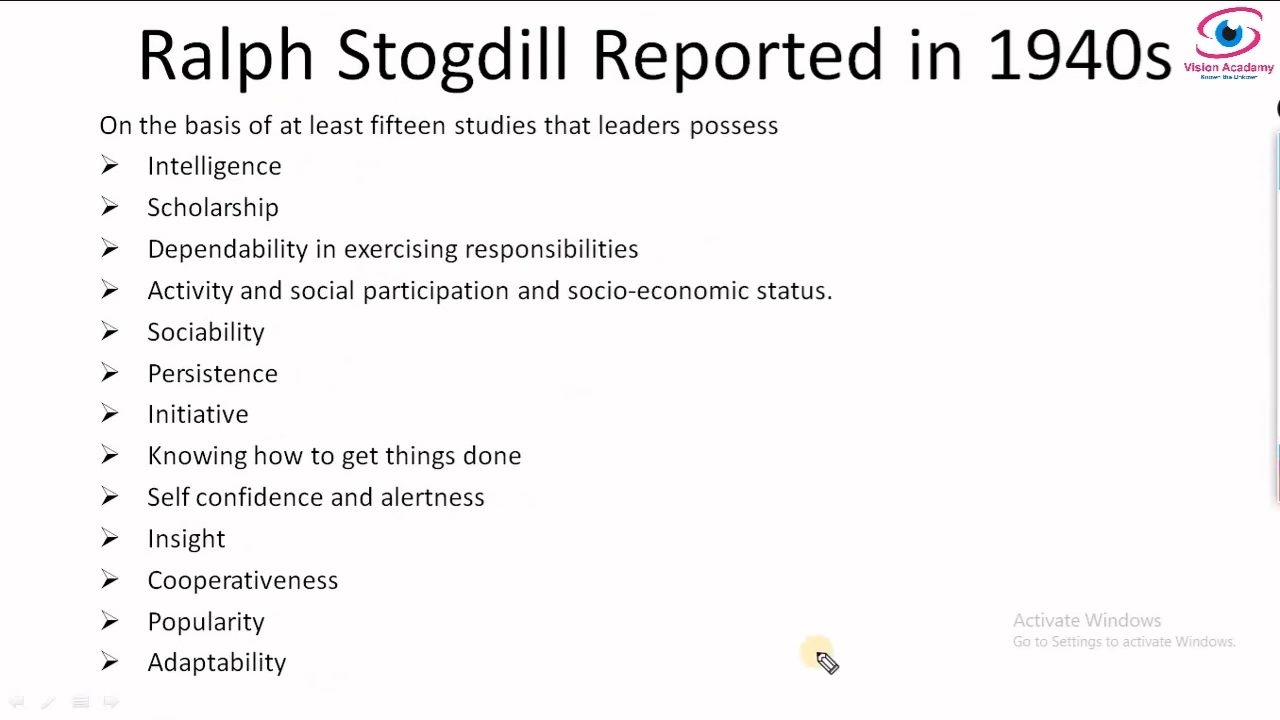 Ralph Stogdill Reported in 1940s
Vision Academy
Known the Unkown
On the basis of at least fifteen studies that leaders possess
➢ Intelligence
➢ Scholarship
➢ Dependability in exercising responsibilities
➢ Activity and social participation and socio-economic status.
➢ Sociability
➢ Persistence
➢ Initiative
➢ Knowing how to get things done
➢ Self confidence and alertness
➢ Insight
➢ Cooperativeness
➢ Popularity
➢ Adaptability
Activate Windows
Go to Settings to activate Windows.